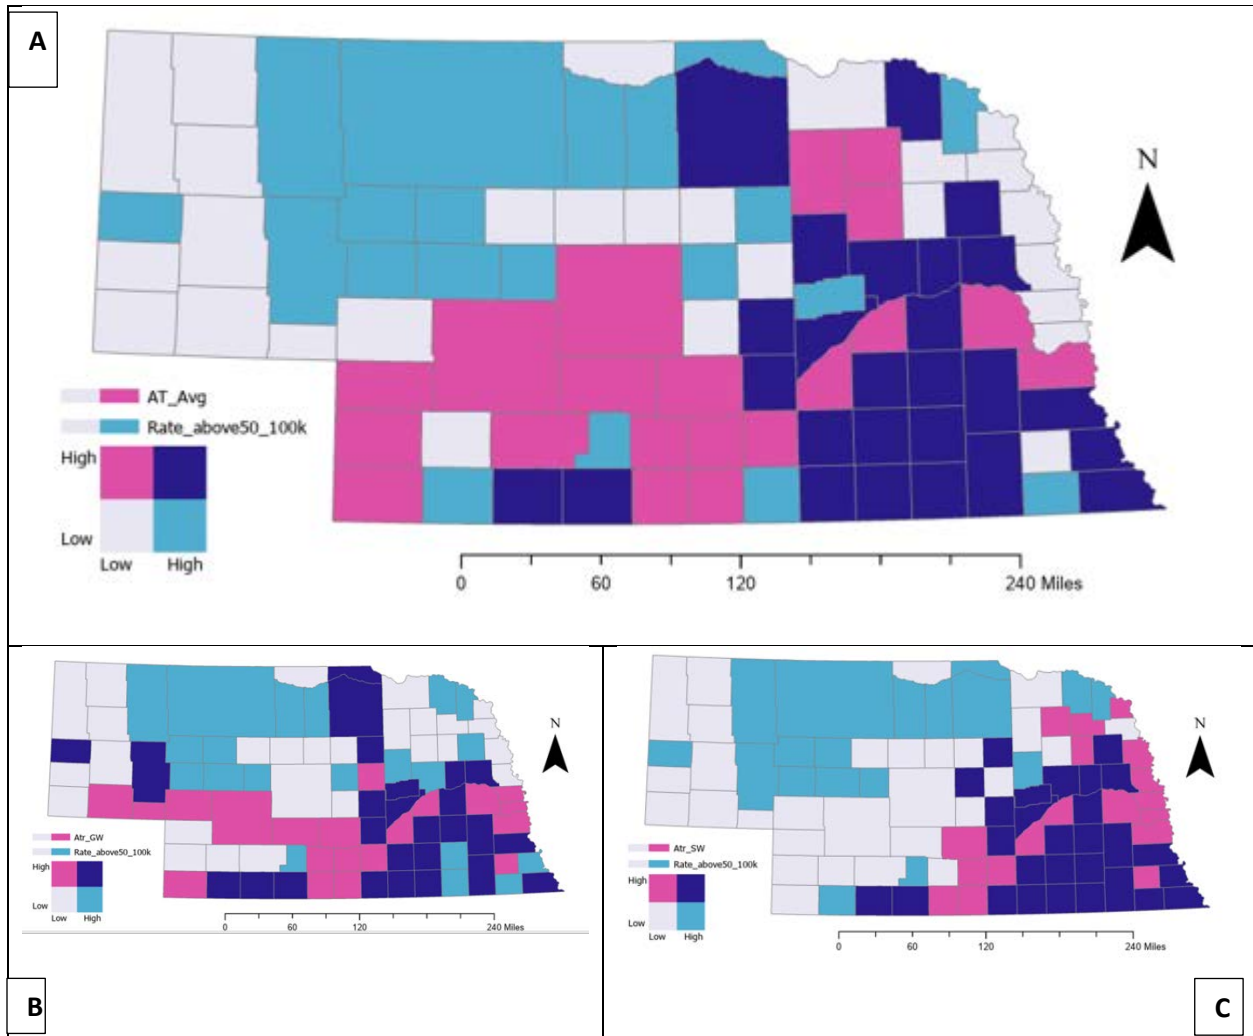 A
N
AT_Avg
Rate_above50_100k
High
Low
Low High
0 60 120 240 Miles
N
Atr_GW
Rate_above50_100k
High
Low
Low High
0 60 120 240 Miles
B
N
Atr_SW
Rate_above50_100k
High
Low
Low High
0 60 120 240 Miles
C